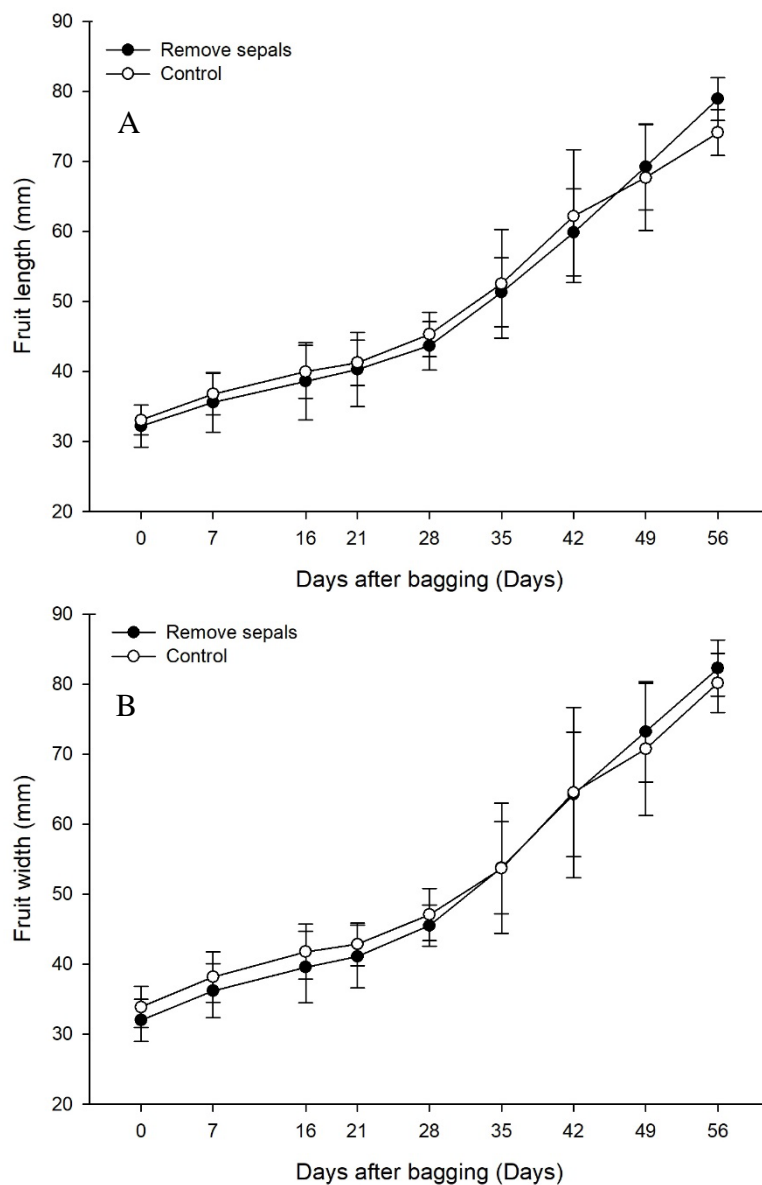 90
80
70
60
50
40
30
20
Fruit length (mm)
Remove sepals
Control
A
0 7 16 21 28 35 42 49 56
Days after bagging (Days)
90
80
70
60
50
40
30
20
Fruit width (mm)
Remove sepals
Control
B
0 7 16 21 28 35 42 49 56
Days after bagging (Days)